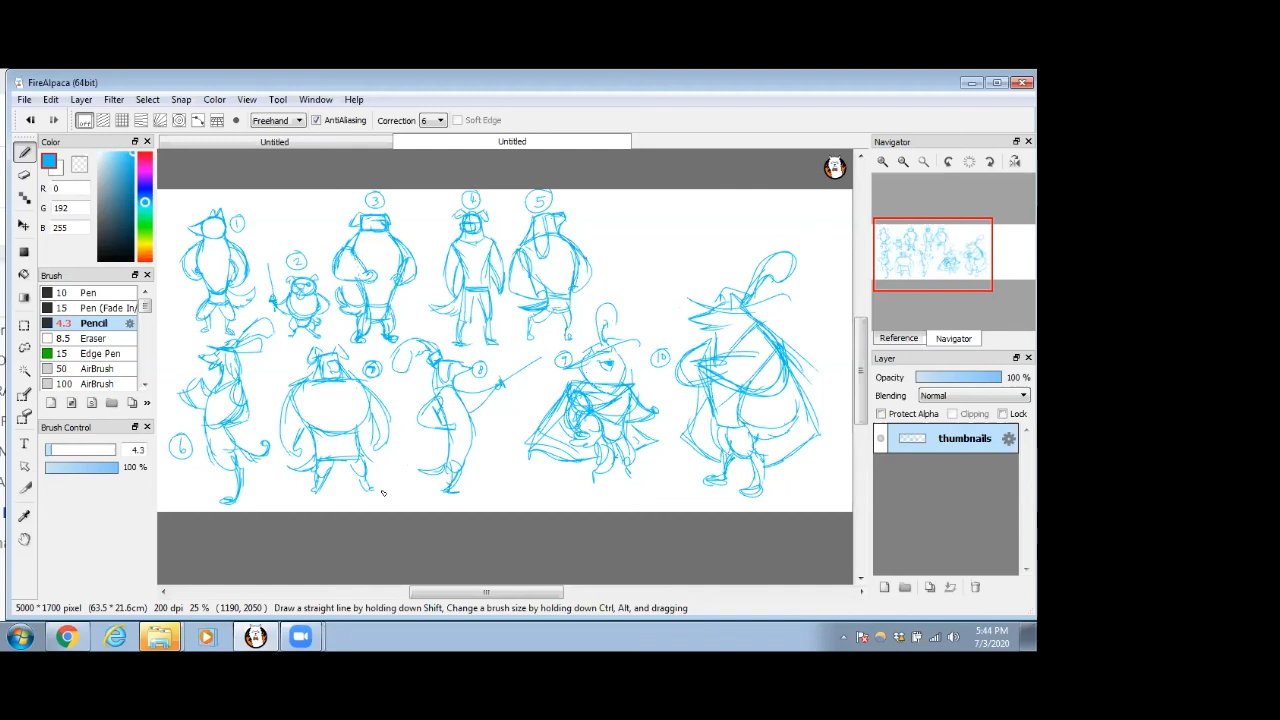 FireAlpaca (64bit)
File Edit Layer Filter Select Snap Color View Tool Window Help
off Freehand AntiAliasing Correction 6 Soft Edge
Color Untitled Untitled Navigator
R 0
G 192
B 255
Brush
10 Pen
15 Pen (Fade In/
4.3 Pencil
8.5 Eraser
15 Edge Pen
50 AirBrush
100 AirBrush
Brush Control
4.3
100 %
1
2
3
4
5
6
7
8
9
10
Reference Navigator
Layer
Opacity 100 %
Blending Normal
Protect Alpha Clipping Lock
thumbnails
5000 * 1700 pixel (63.5 * 21.6cm) 200 dpi 25 % (1190, 2050) Draw a straight line by holding down Shift, Change a brush size by holding down Ctrl, Alt, and dragging
5:44 PM
7/3/2020